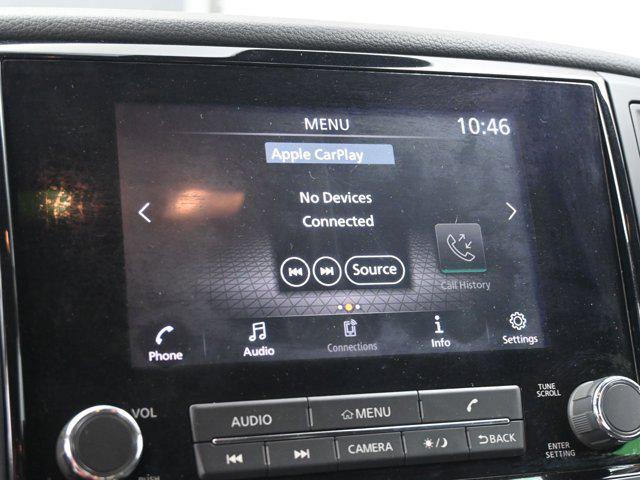 MENU
10:46
Apple CarPlay
No Devices
Connected
Source
Call History
Phone
Audio
Connections
Info
Settings
VOL
TUNE
SCROLL
AUDIO
MENU
CAMERA
BACK
ENTER
SETTING
PUSH